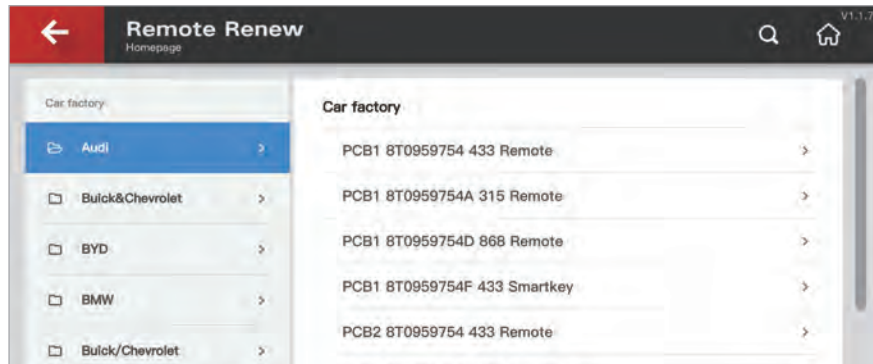 Remote Renew
Homepage
V1.1.7
Car factory
Audi
Buick&Chevrolet
BYD
BMW
Buick/Chevrolet
Car factory
PCB1 8T0959754 433 Remote
PCB1 8T0959754A 315 Remote
PCB1 8T0959754D 868 Remote
PCB1 8T0959754F 433 Smartkey
PCB2 8T0959754 433 Remote